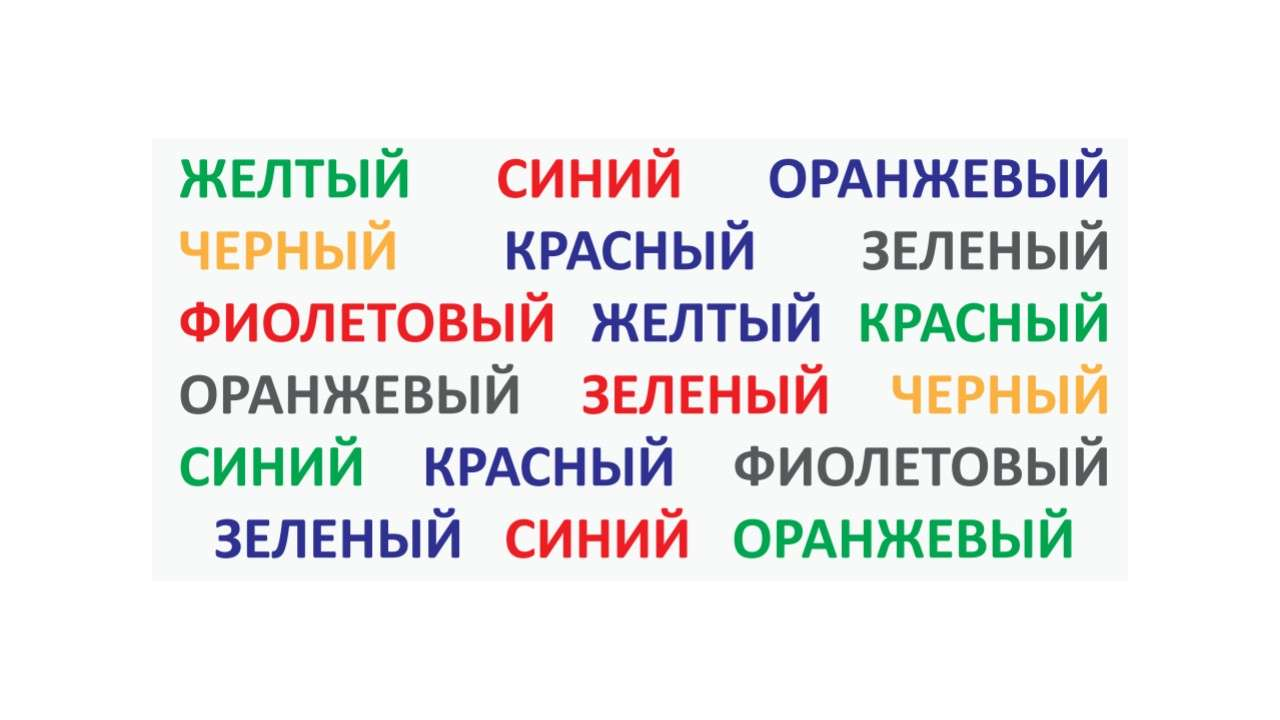 ЖЕЛТЫЙ СИНИЙ ОРАНЖЕВЫЙ
ЧЕРНЫЙ КРАСНЫЙ ЗЕЛЕНЫЙ
ФИОЛЕТОВЫЙ ЖЕЛТЫЙ КРАСНЫЙ
ОРАНЖЕВЫЙ ЗЕЛЕНЫЙ ЧЕРНЫЙ
СИНИЙ КРАСНЫЙ ФИОЛЕТОВЫЙ
ЗЕЛЕНЫЙ СИНИЙ ОРАНЖЕВЫЙ